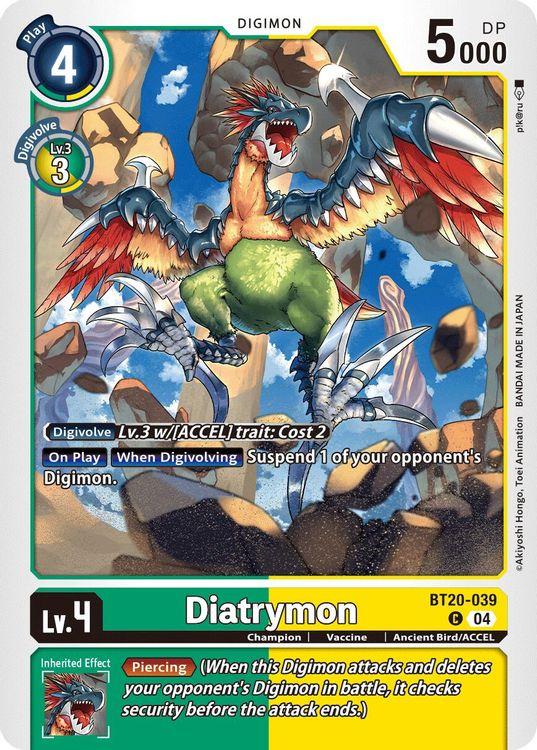 DIGIMON
Play
4
DP
5000
Digivolve
Lv.3
3
p!k@ru
Digivolve Lv.3 w/[ACCEL] trait: Cost 2
On Play When Digivolving Suspend 1 of your opponent's
Digimon.
©Akiyoshi Hongo, Toei Animation BANDAI MADE IN JAPAN
Lv.4
Diatrymon
BT20-039
C 04
Champion | Vaccine | Ancient Bird/ACCEL
Inherited Effect
Piercing (When this Digimon attacks and deletes
your opponent's Digimon in battle, it checks
security before the attack ends.)